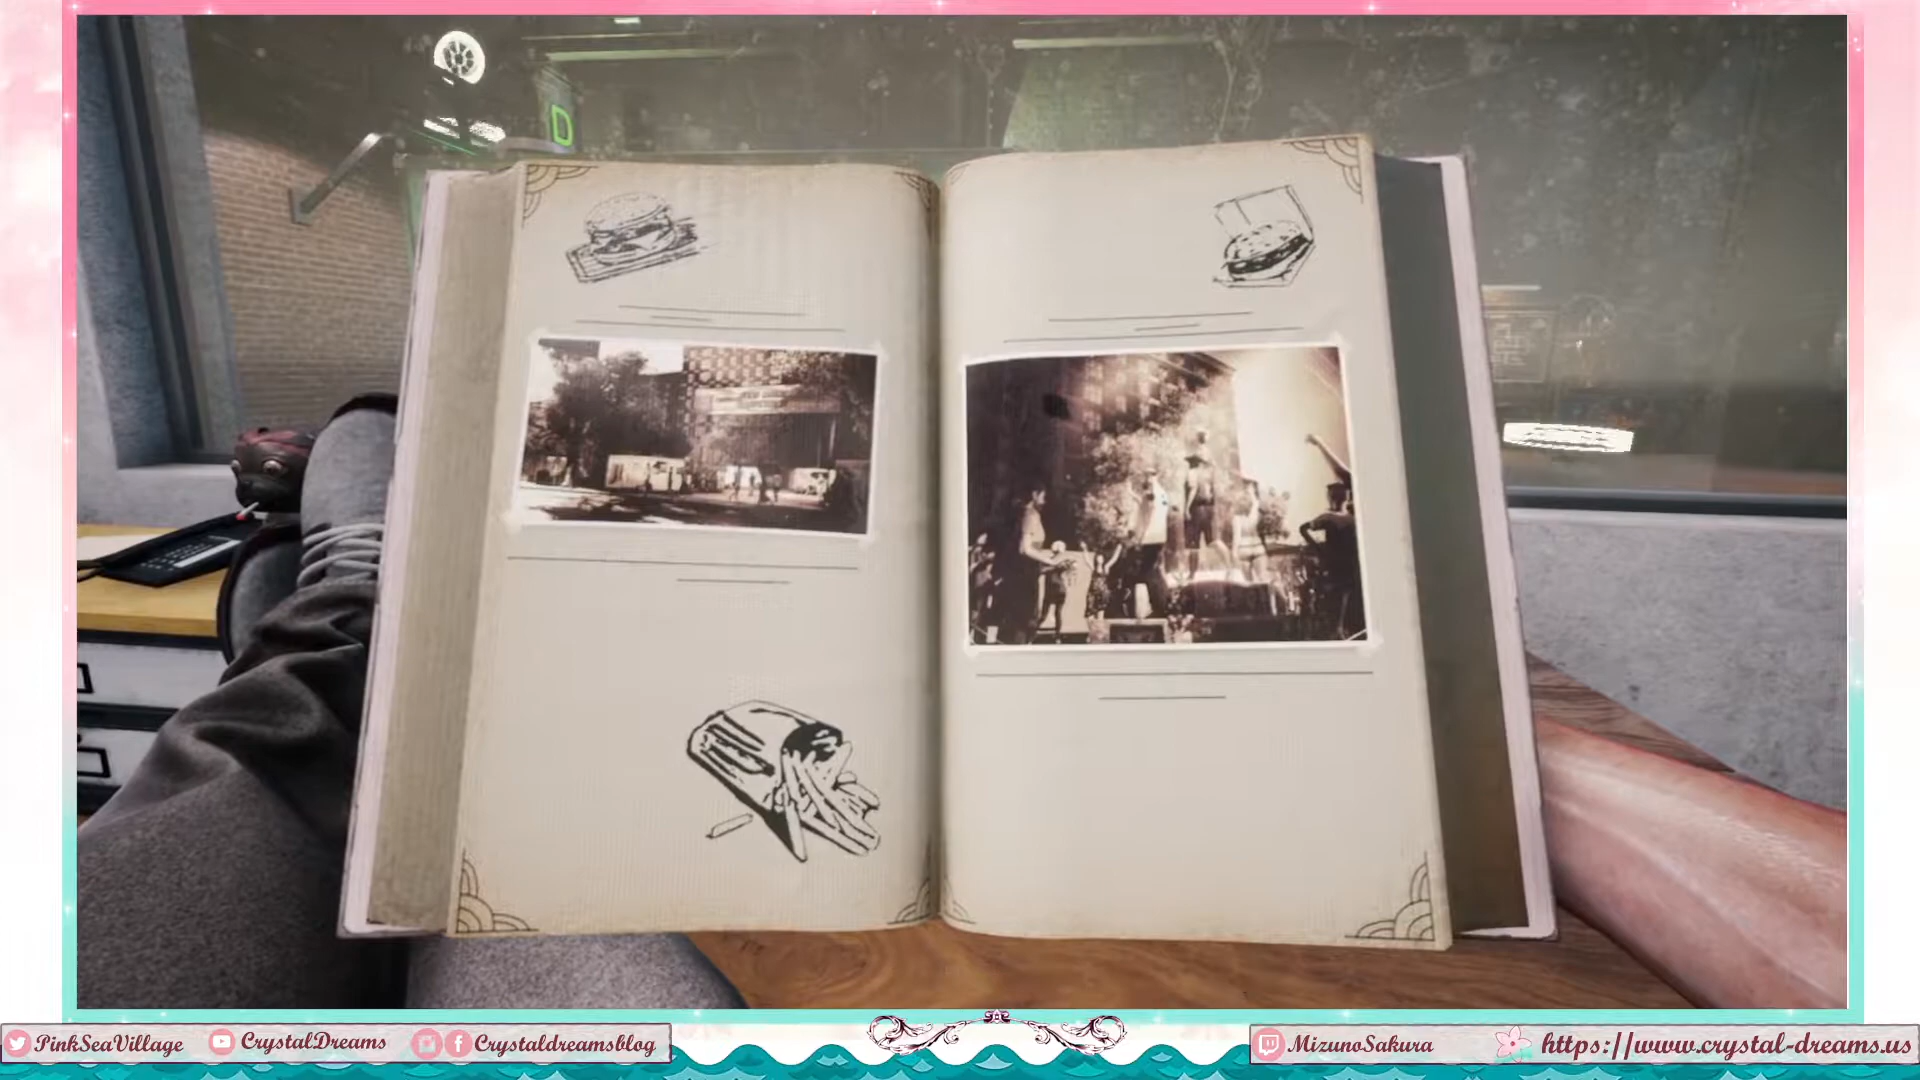 D
PinkSeaVillage
CrystalDreams
Crystaldreamsblog
MizunoSakura
https://www.crystal-dreams.us